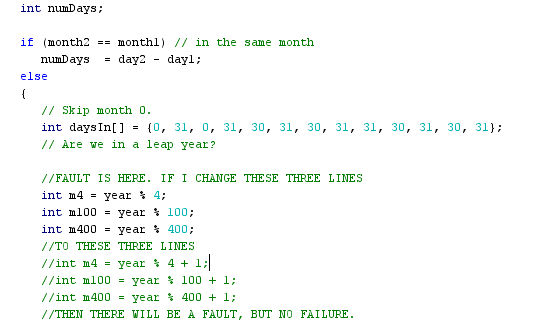 int numDays;
if (month2 == month1) // in the same month
numDays = day2 - day1;
else
{
// Skip month 0.
int daysIn[] = {0, 31, 0, 31, 30, 31, 30, 31, 31, 30, 31, 30, 31};
// Are we in a leap year?
//FAULT IS HERE. IF I CHANGE THESE THREE LINES
int m4 = year % 4;
int m100 = year % 100;
int m400 = year % 400;
//TO THESE THREE LINES
//int m4 = year % 4 + 1;
//int m100 = year % 100 + 1;
//int m400 = year % 400 + 1;
//THEN THERE WILL BE A FAULT, BUT NO FAILURE.